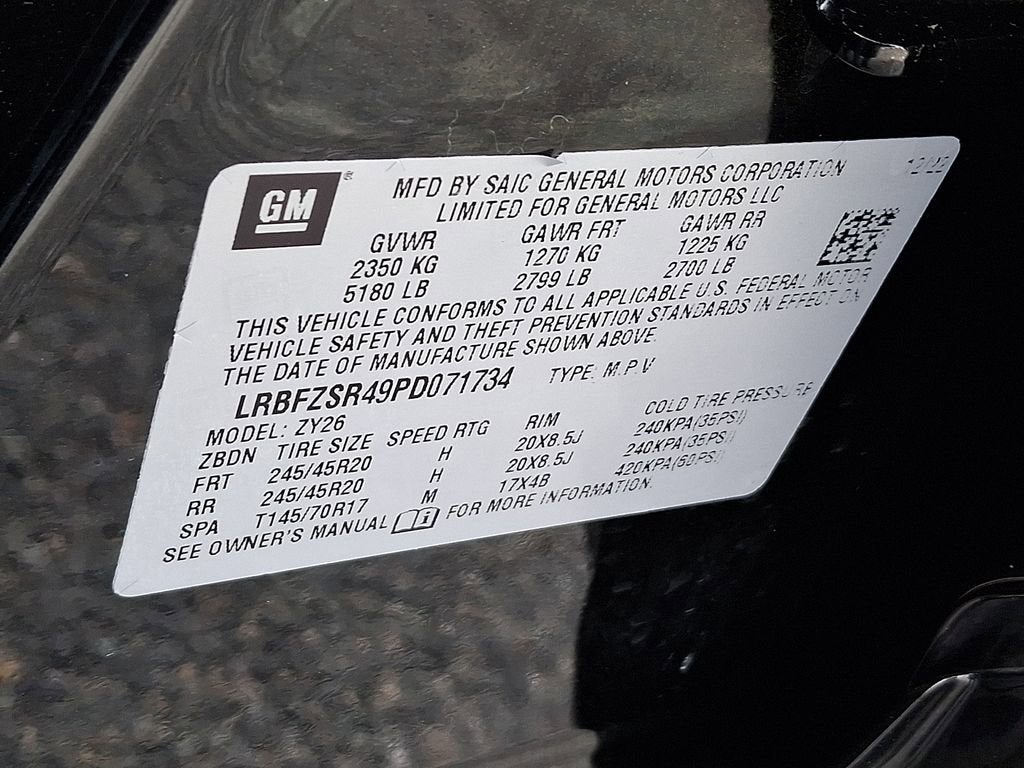 GM ® MFD BY SAIC GENERAL MOTORS CORPORATION 12/22
LIMITED FOR GENERAL MOTORS LLC
GVWR GAWR FRT GAWR RR
2350 KG 1270 KG 1225 KG
5180 LB 2799 LB 2700 LB
THIS VEHICLE CONFORMS TO ALL APPLICABLE U.S. FEDERAL MOTOR
VEHICLE SAFETY AND THEFT PREVENTION STANDARDS IN EFFECT ON
THE DATE OF MANUFACTURE SHOWN ABOVE.
LRBFZSR49PD071734 TYPE: M.P.V
MODEL: ZY26
ZBDN TIRE SIZE SPEED RTG RIM COLD TIRE PRESSURE
FRT 245/45R20 H 20X8.5J 240KPA(35PSI)
RR 245/45R20 H 20X8.5J 240KPA(35PSI)
SPA T145/70R17 M 17X4B 420KPA(60PSI)
SEE OWNER'S MANUAL i FOR MORE INFORMATION.